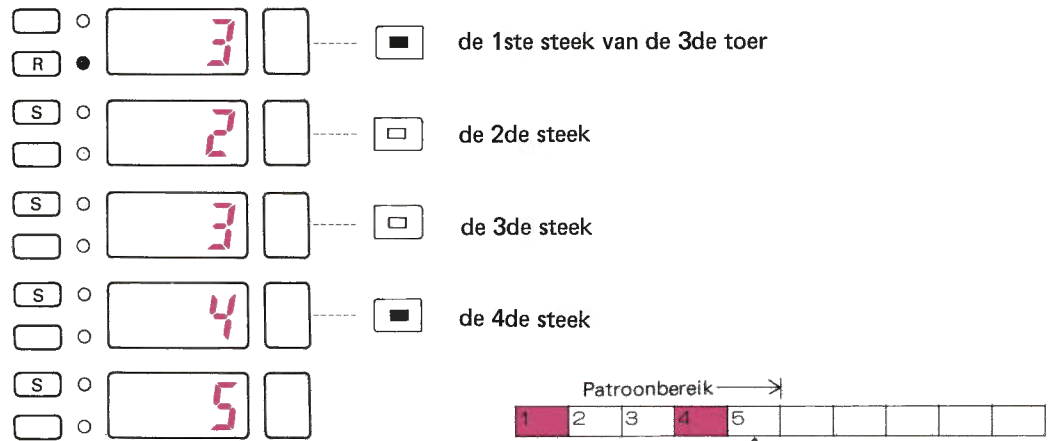 3 de 1ste steek van de 3de toer
R
S 2 de 2de steek
S 3 de 3de steek
S 4 de 4de steek
S 5
Patroonbereik
1 2 3 4 5